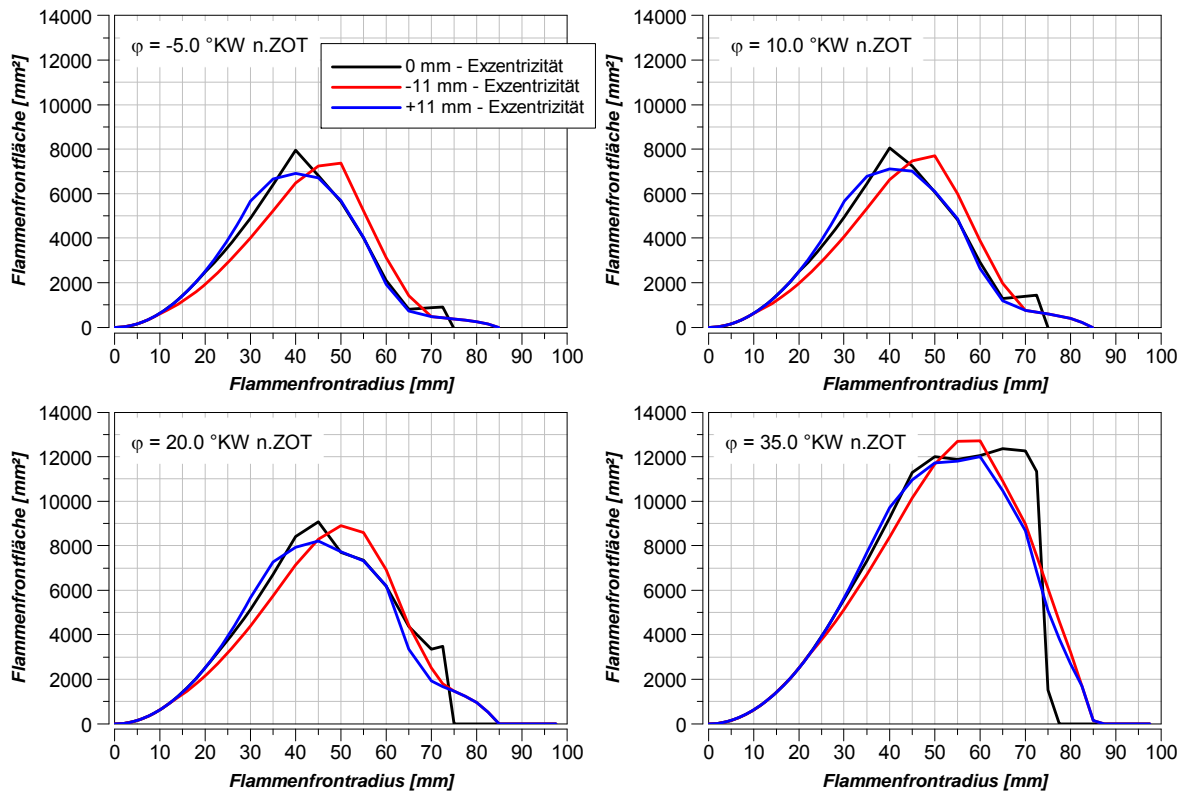 14000
12000
10000
8000
6000
4000
2000
0
Flammenfrontfläche [mm²]
φ = -5.0 °KW n.ZOT
0 mm - Exzentrizität
-11 mm - Exzentrizität
+11 mm - Exzentrizität
0 10 20 30 40 50 60 70 80 90 100
Flammenfrontradius [mm]
14000
12000
10000
8000
6000
4000
2000
0
Flammenfrontfläche [mm²]
φ = 10.0 °KW n.ZOT
0 10 20 30 40 50 60 70 80 90 100
Flammenfrontradius [mm]
14000
12000
10000
8000
6000
4000
2000
0
Flammenfrontfläche [mm²]
φ = 20.0 °KW n.ZOT
0 10 20 30 40 50 60 70 80 90 100
Flammenfrontradius [mm]
14000
12000
10000
8000
6000
4000
2000
0
Flammenfrontfläche [mm²]
φ = 35.0 °KW n.ZOT
0 10 20 30 40 50 60 70 80 90 100
Flammenfrontradius [mm]